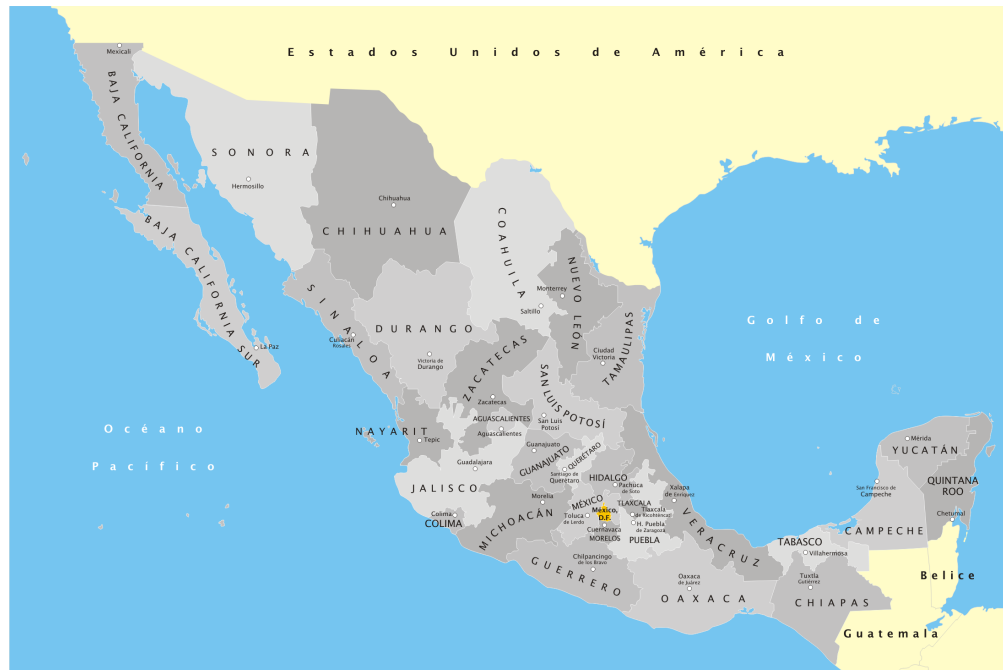 Estados Unidos de América
Mexicali
BAJA CALIFORNIA
SONORA
Hermosillo
Chihuahua
CHIHUAHUA
COAHUILA
BAJA CALIFORNIA SUR
La Paz
NUEVO LEÓN
Monterrey
Saltillo
SINALOA
Culiacán
Rosales
DURANGO
Victoria de
Durango
ZACATECAS
Zacatecas
Ciudad
Victoria
TAMAULIPAS
Golfo de
México
SAN LUIS POTOSÍ
San Luis
Potosí
AGUASCALIENTES
Aguascalientes
NAYARIT
Tepic
Océano
Pacífico
Guanajuato
GUANAJUATO
QUERÉTARO
Santiago de
Querétaro
Guadalajara
JALISCO
HIDALGO
Pachuca
de Soto
Colima
COLIMA
Morelia
MICHOACÁN
MÉXICO
Toluca
de Lerdo
México,
D.F.
Cuernavaca
MORELOS
TLAXCALA
Tlaxcala
de Xicohténcatl
H. Puebla
de Zaragoza
PUEBLA
Xalapa
de Enríquez
VERACRUZ
Chilpancingo
de los Bravo
GUERRERO
Oaxaca
de Juárez
OAXACA
Mérida
YUCATÁN
San Francisco de
Campeche
QUINTANA
ROO
Chetumal
CAMPECHE
TABASCO
Villahermosa
Tuxtla
Gutiérrez
CHIAPAS
Belice
Guatemala